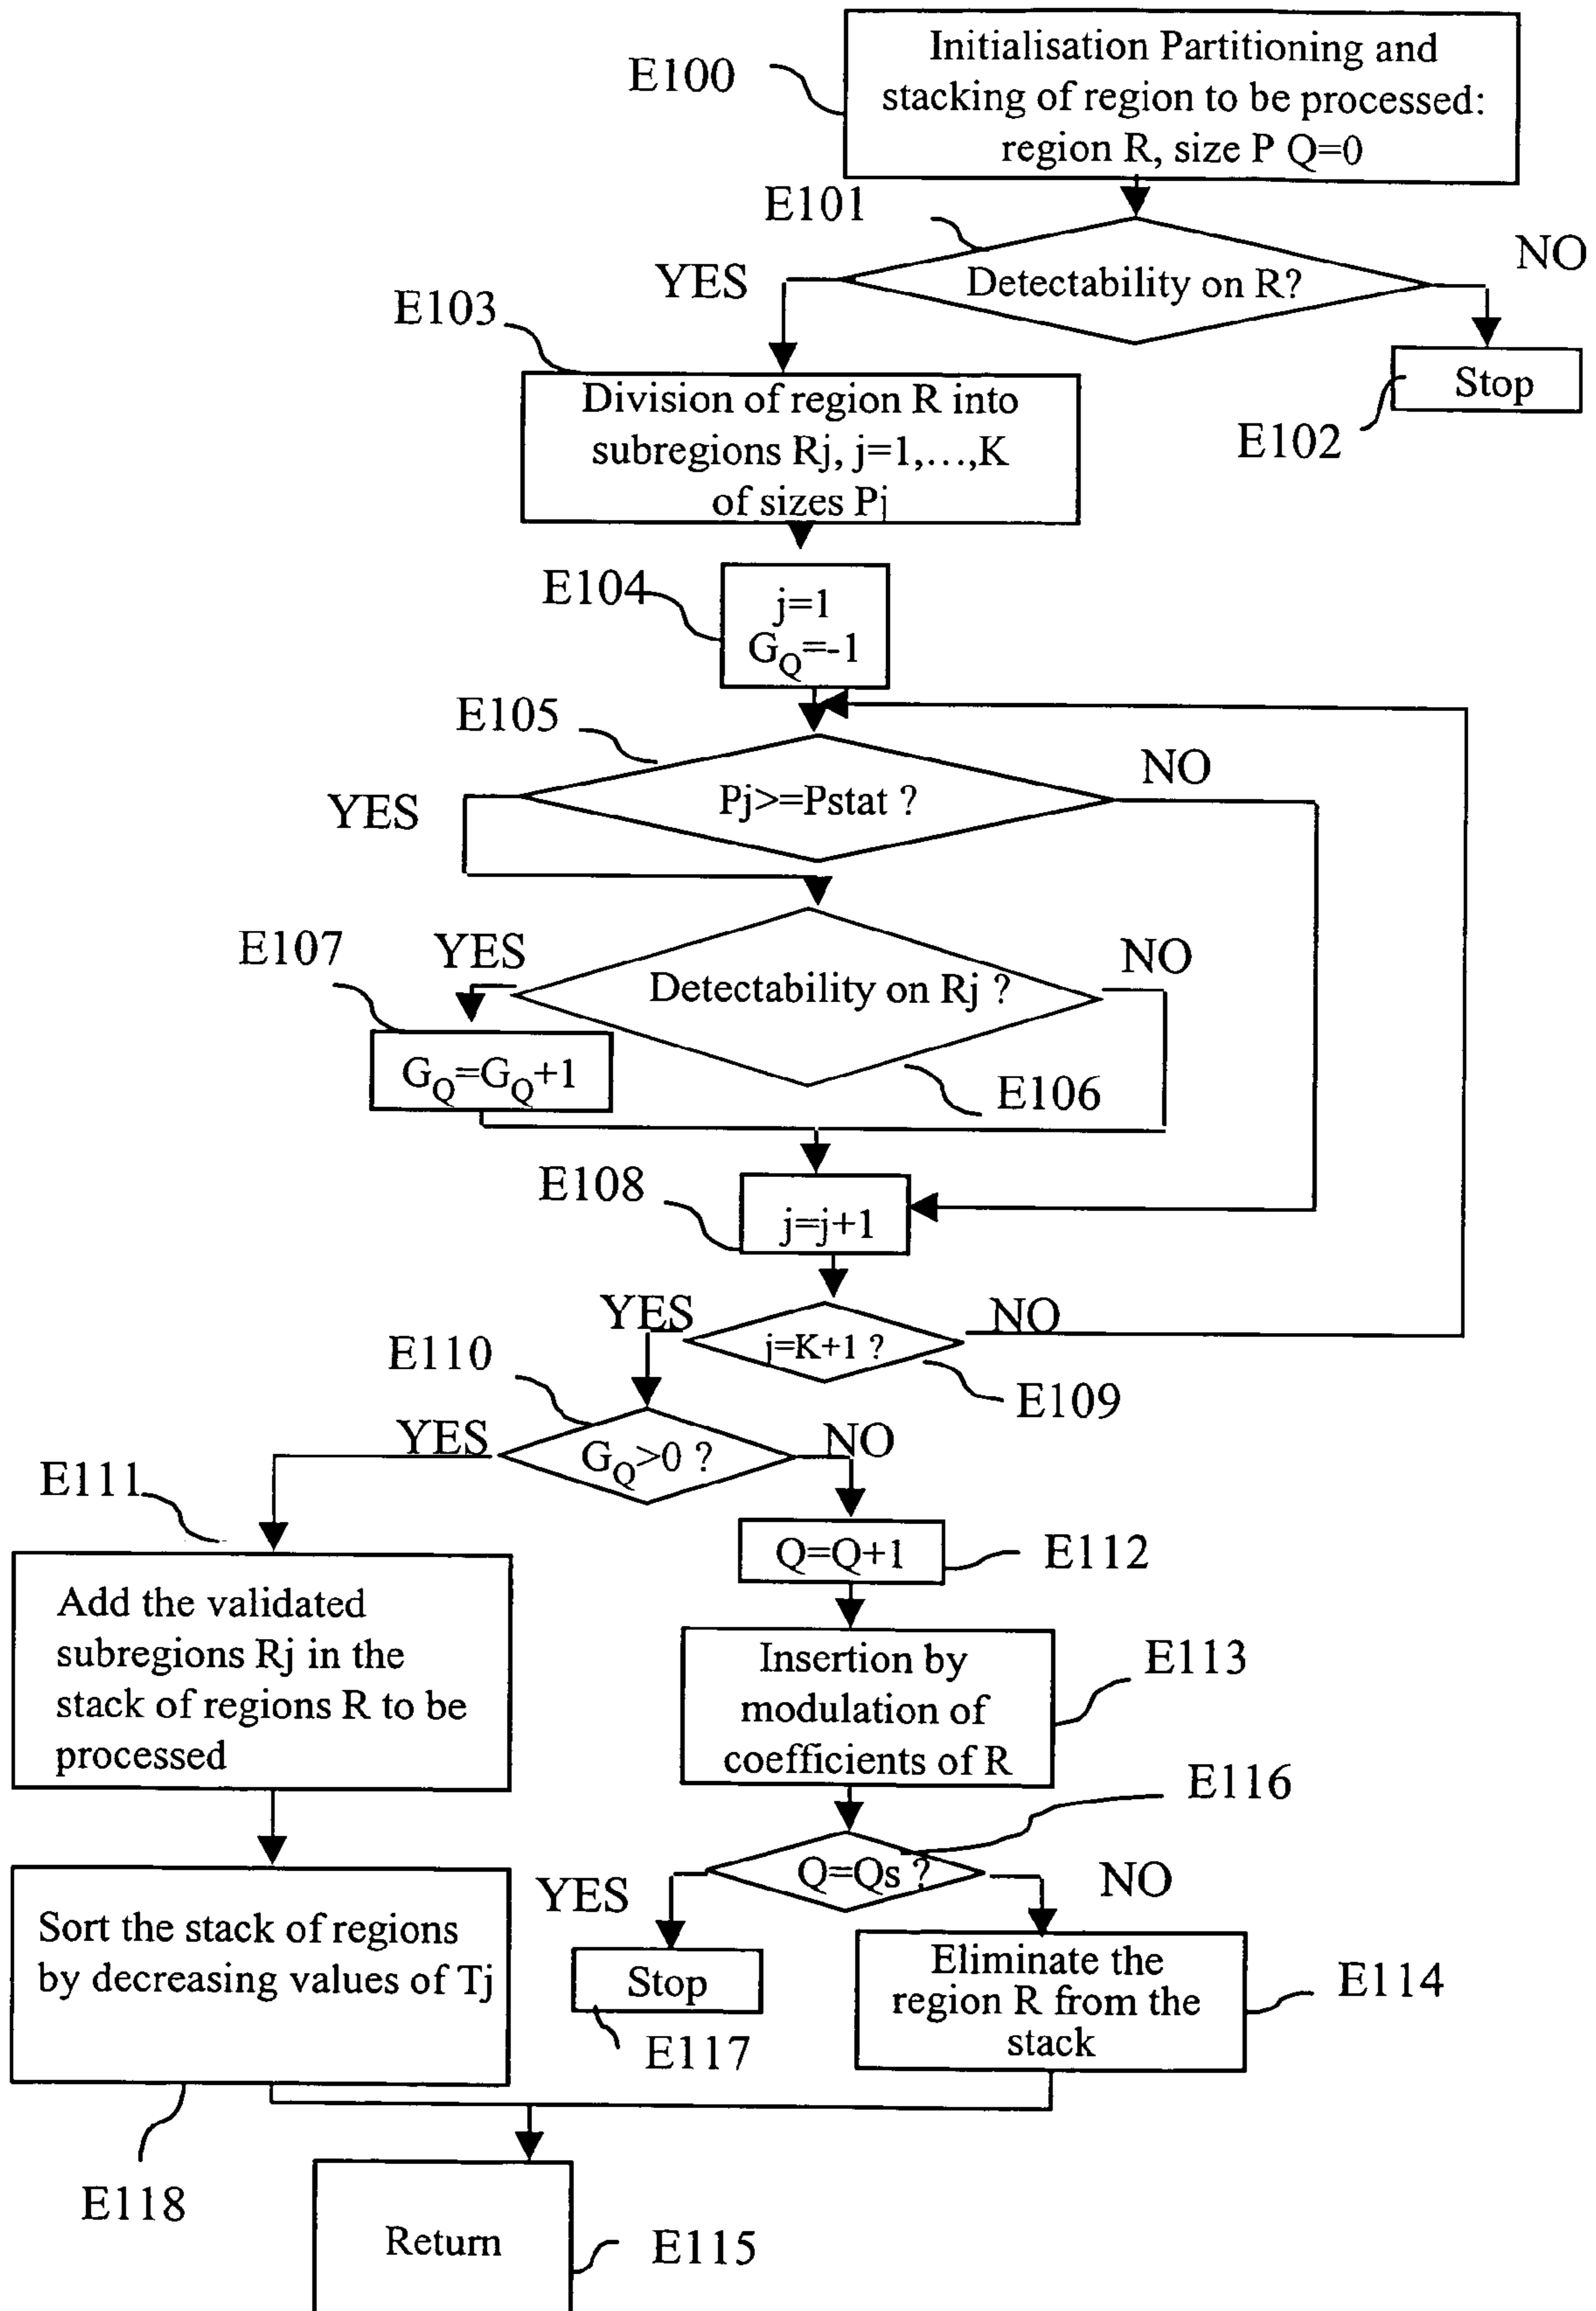 Initialisation Partitioning and
stacking of region to be processed:
region R, size P Q=0
E100
E101
Detectability on R?
YES
NO
E103
Stop
E102
Division of region R into
subregions Rj, j=1,...,K
of sizes Pj
E104
j=1
GQ=-1
E105
Pj>=Pstat ?
YES
NO
E107
YES
Detectability on Rj ?
NO
GQ=GQ+1
E106
E108
j=j+1
YES
j=K+1 ?
NO
E109
E110
YES
GQ>0 ?
NO
E111
Q=Q+1
E112
Add the validated
subregions Rj in the
stack of regions R to be
processed
Insertion by
modulation of
coefficients of R
E113
E116
Q=Qs ?
YES
NO
Sort the stack of regions
by decreasing values of Tj
Stop
E117
Eliminate the
region R from the
stack
E114
E118
Return
E115